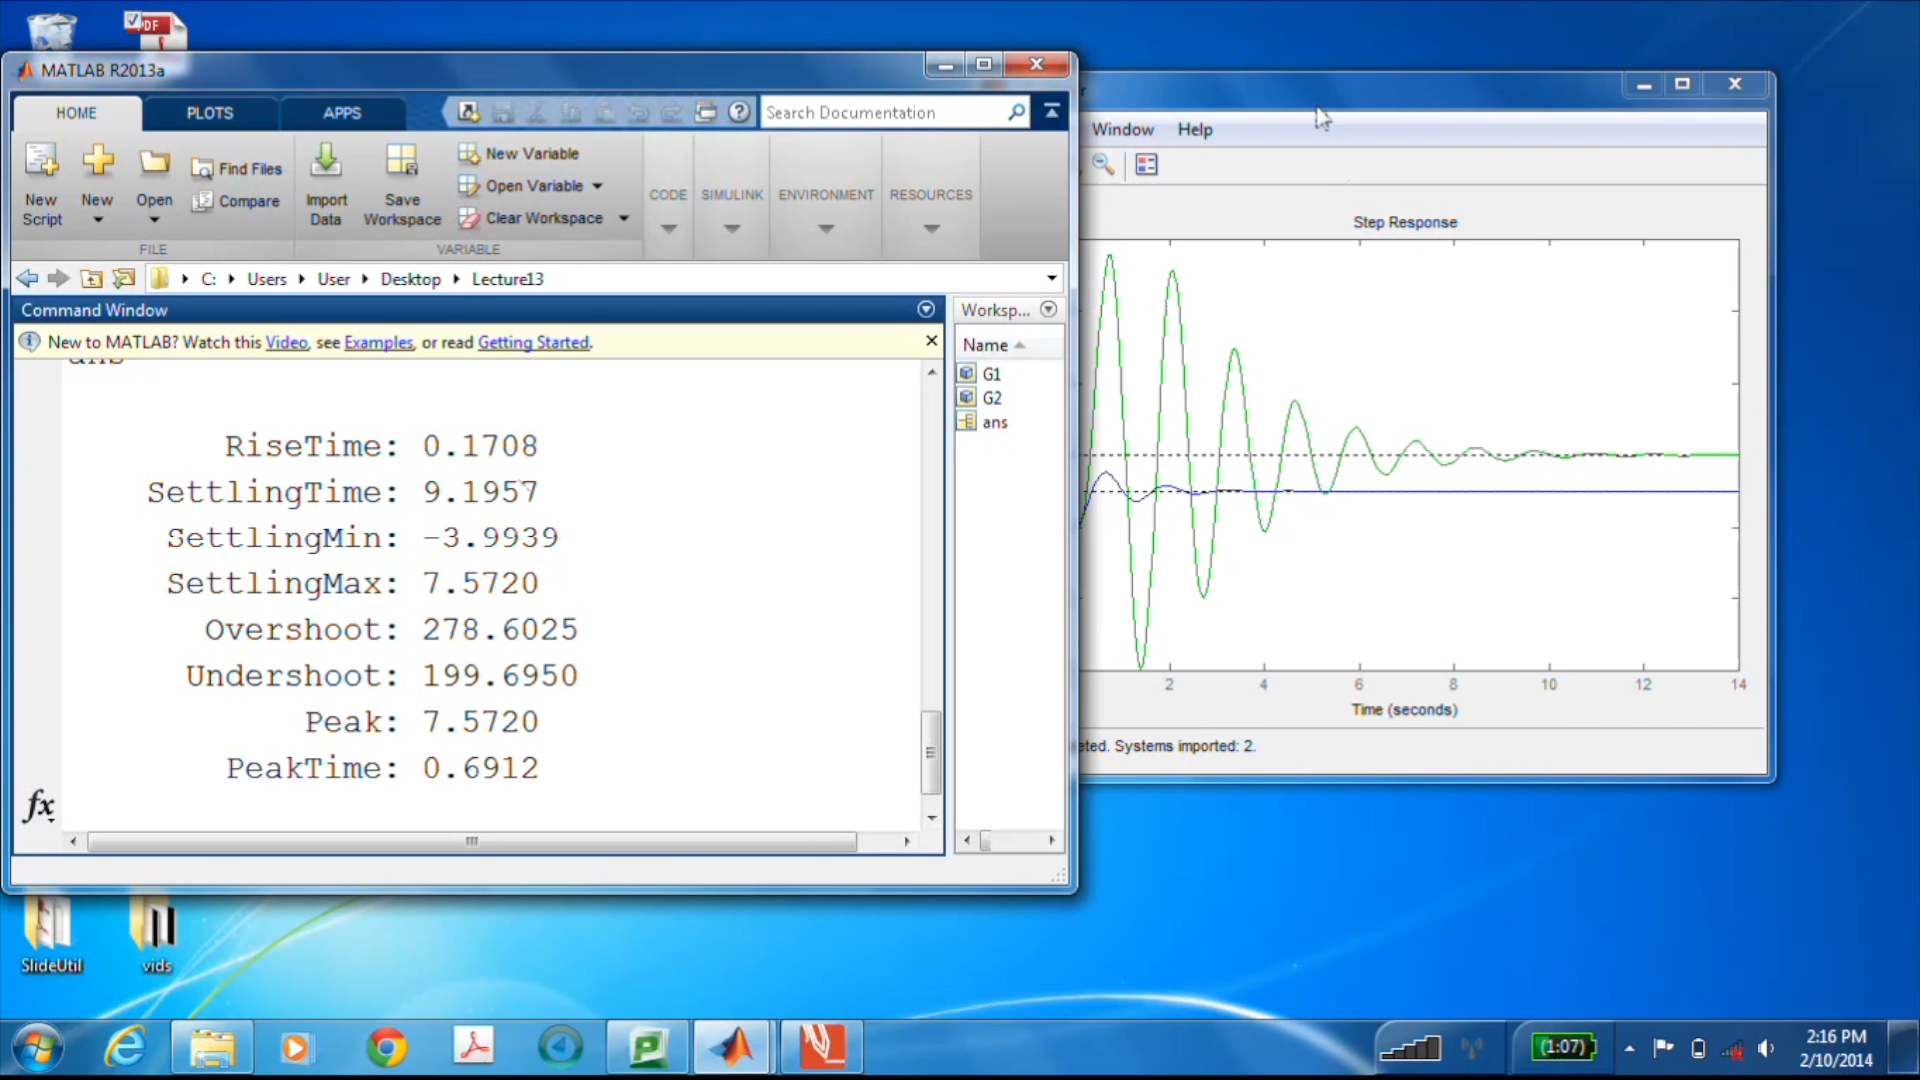 PDF
MATLAB R2013a
HOME PLOTS APPS
Search Documentation
New Script
New
Open
Find Files
Compare
FILE
Import Data
Save Workspace
New Variable
Open Variable
Clear Workspace
VARIABLE
CODE
SIMULINK
ENVIRONMENT
RESOURCES
C: Users User Desktop Lecture13
Command Window
New to MATLAB? Watch this Video, see Examples, or read Getting Started.
RiseTime: 0.1708
SettlingTime: 9.1957
SettlingMin: -3.9939
SettlingMax: 7.5720
Overshoot: 278.6025
Undershoot: 199.6950
Peak: 7.5720
PeakTime: 0.6912
fx
Worksp...
Name
G1
G2
ans
r
Window Help
Step Response
2 4 6 8 10 12 14
Time (seconds)
eted. Systems imported: 2.
SlideUtil
vids
(1:07)
2:16 PM
2/10/2014